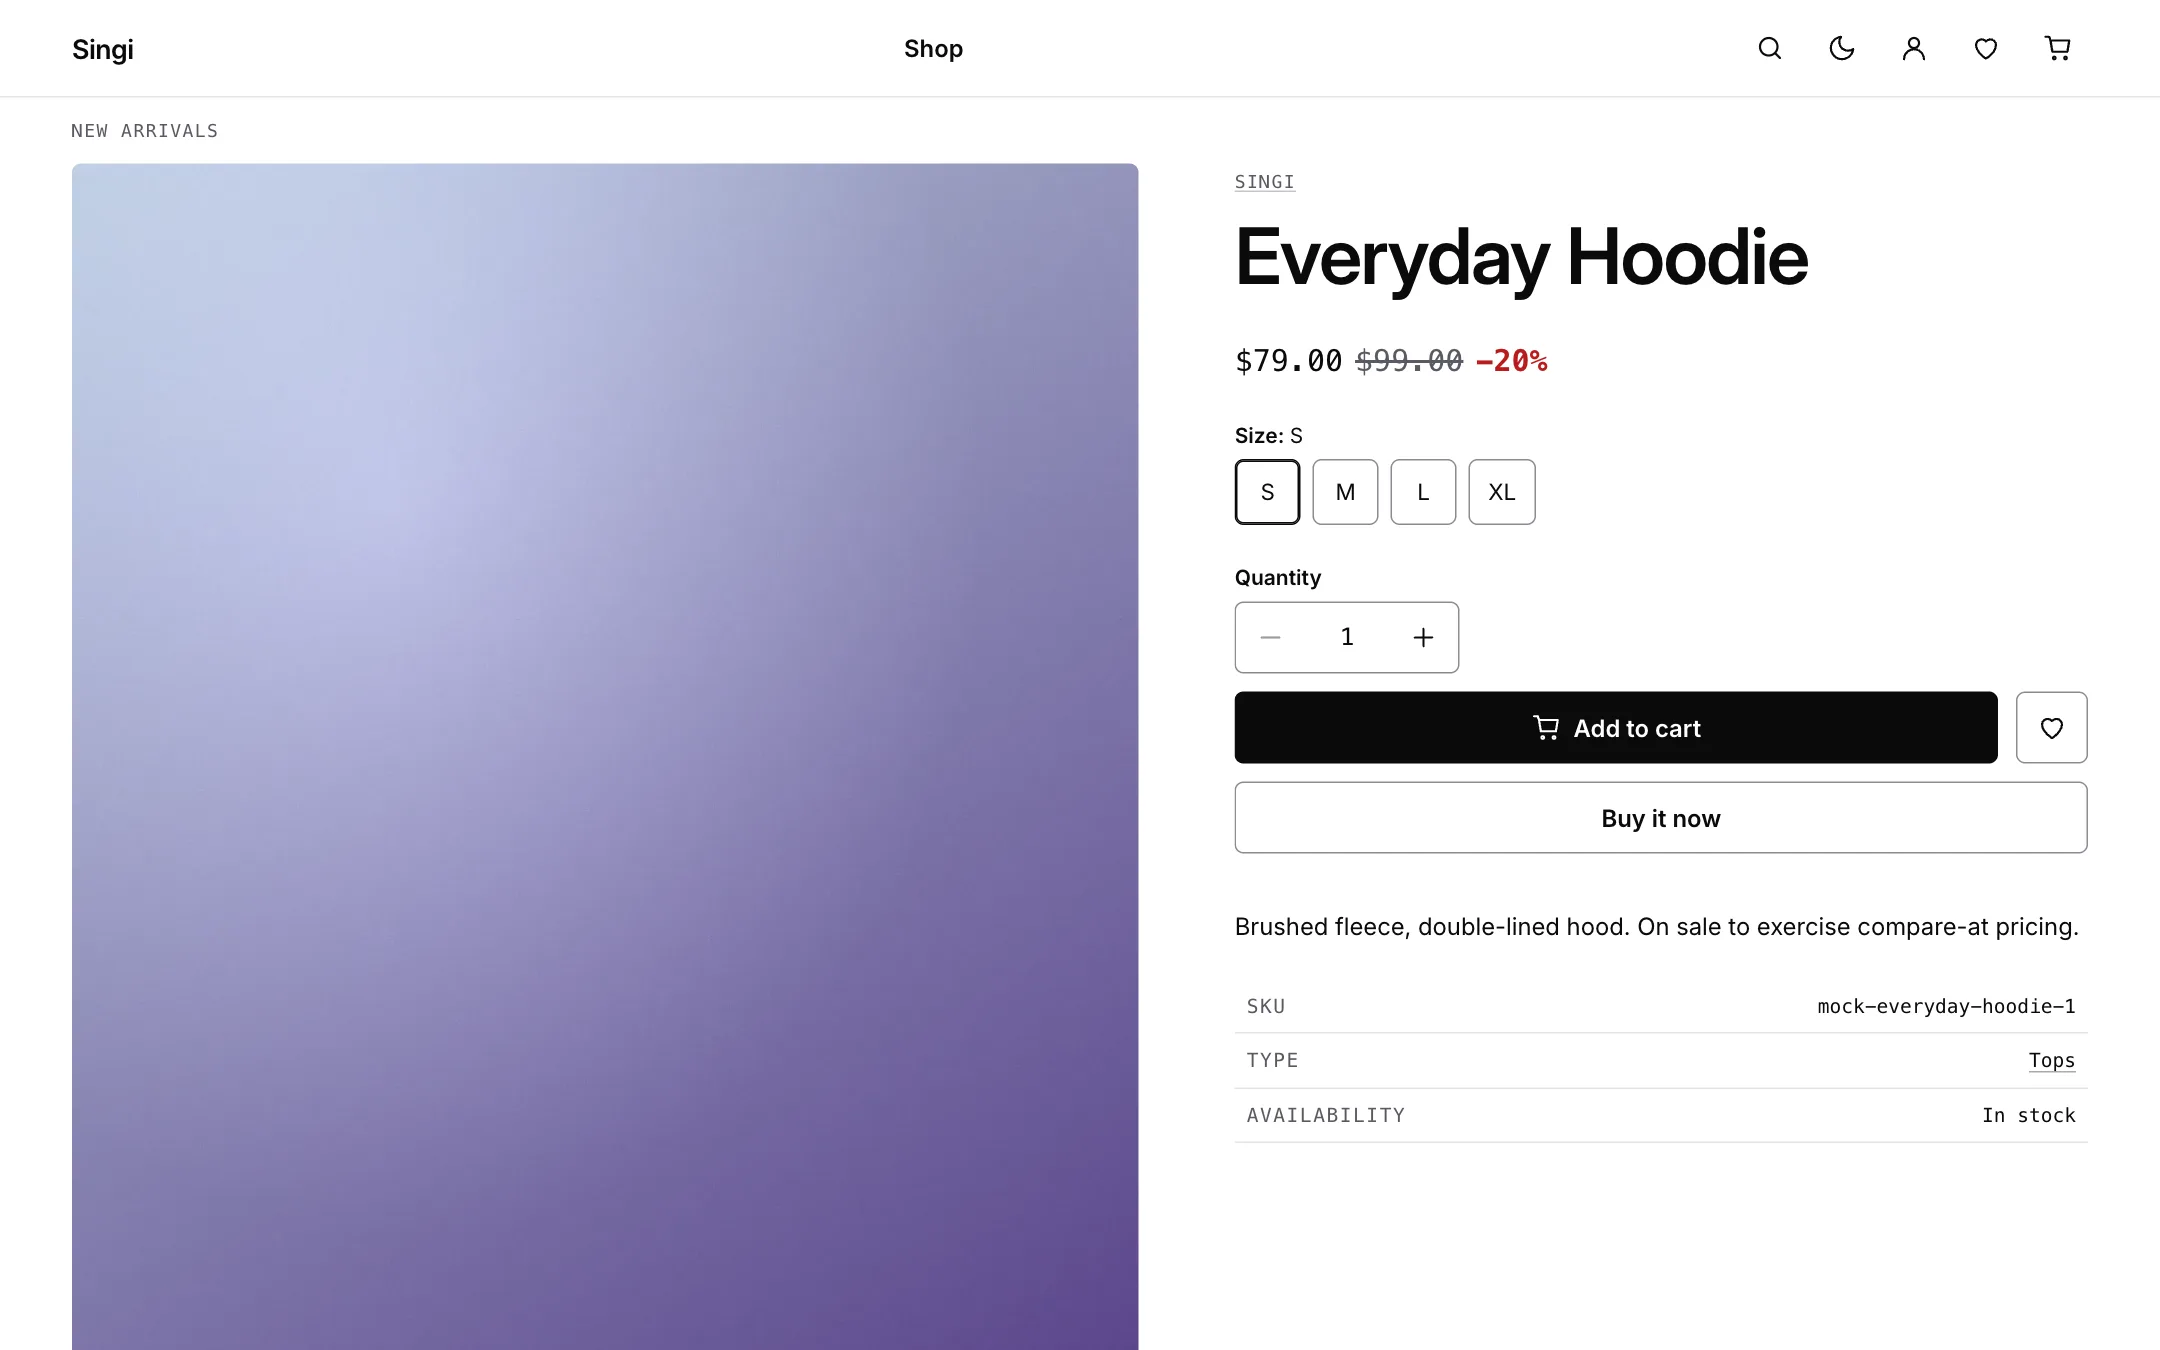 Singi
Shop
NEW ARRIVALS
SINGI
Everyday Hoodie
$79.00 $99.00 −20%
Size: S
S M L XL
Quantity
1
Add to cart
Buy it now
Brushed fleece, double-lined hood. On sale to exercise compare-at pricing.
SKU mock-everyday-hoodie-1
TYPE Tops
AVAILABILITY In stock